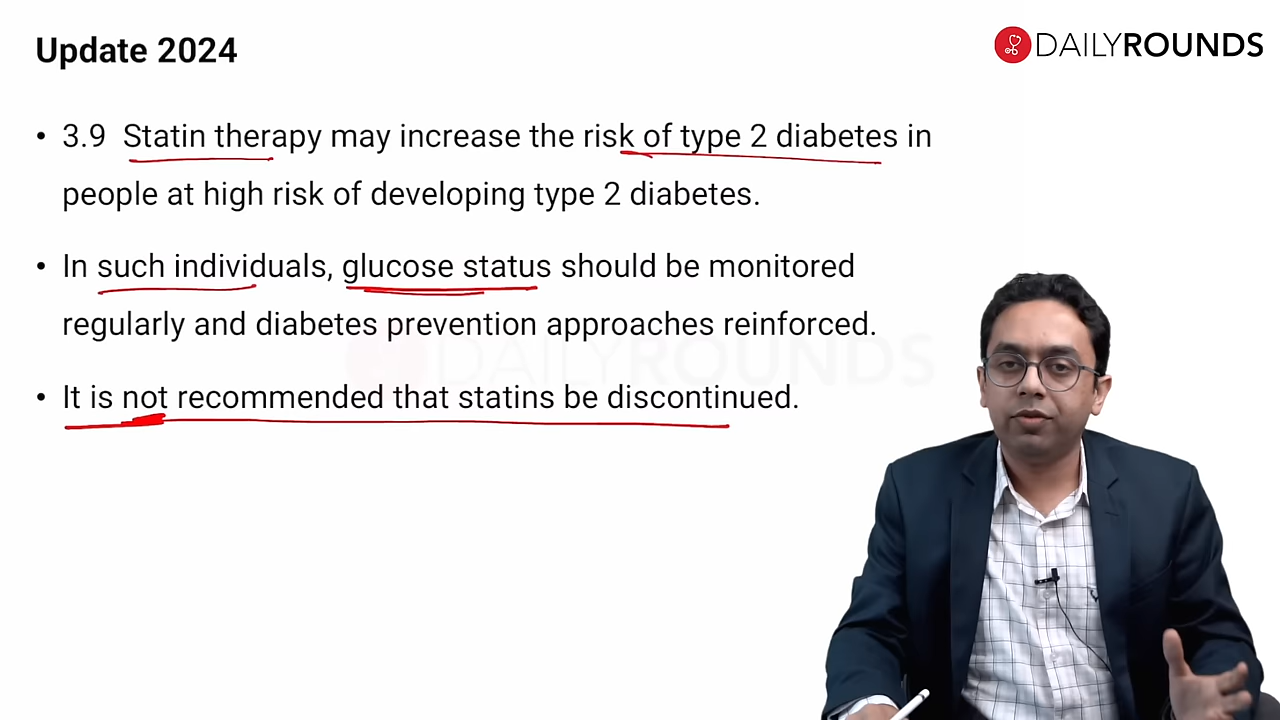 Update 2024
DAILYROUNDS
• 3.9 Statin therapy may increase the risk of type 2 diabetes in
people at high risk of developing type 2 diabetes.
• In such individuals, glucose status should be monitored
regularly and diabetes prevention approaches reinforced.
DAILYROUNDS
• It is not recommended that statins be discontinued.